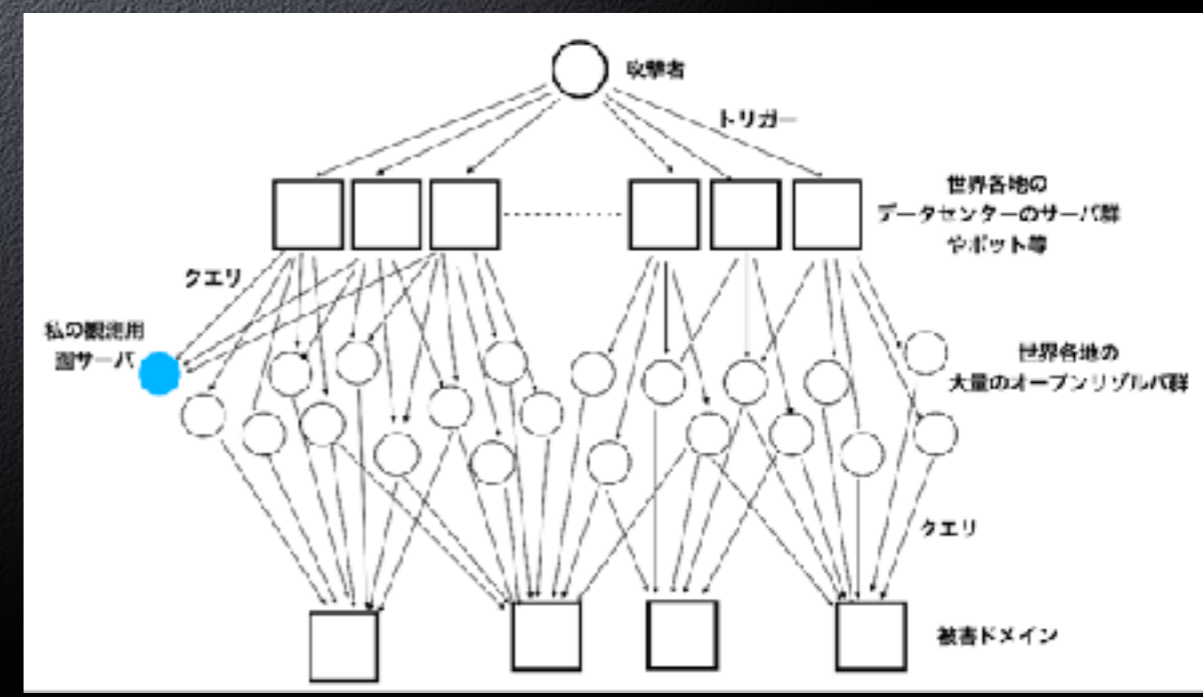 攻撃者
トリガー
世界各地の
データセンターのサーバ群
やボット等
クエリ
私の観測用
囮サーバ
世界各地の
大量のオープンリゾルバ群
クエリ
被害ドメイン